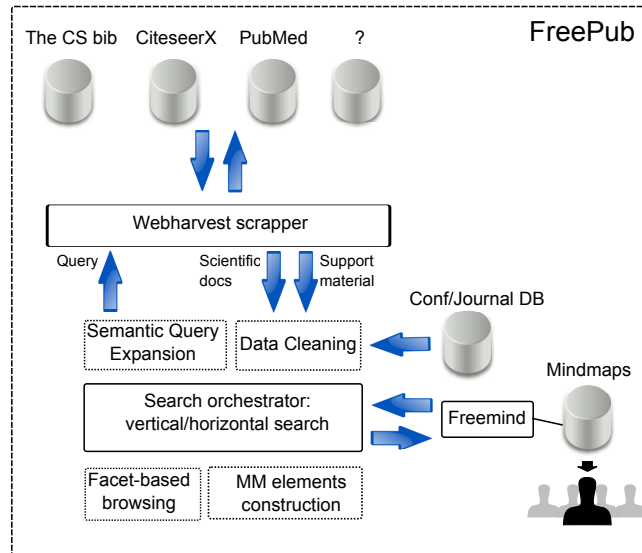 FreePub
The CS bib
CiteseerX
PubMed
?
Webharvest scrapper
Query
Scientific
docs
Support
material
Conf/Journal DB
Semantic Query
Expansion
Data Cleaning
Mindmaps
Search orchestrator:
vertical/horizontal search
Freemind
Facet-based
browsing
MM elements
construction